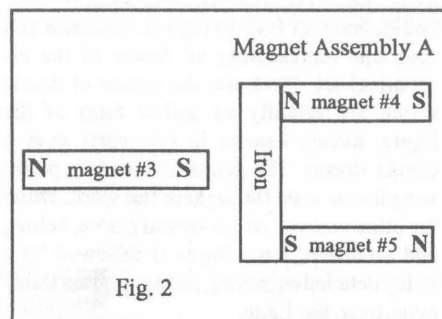 Magnet Assembly A
N magnet #4 S
N magnet #3 S
Iron
S magnet #5 N
Fig. 2